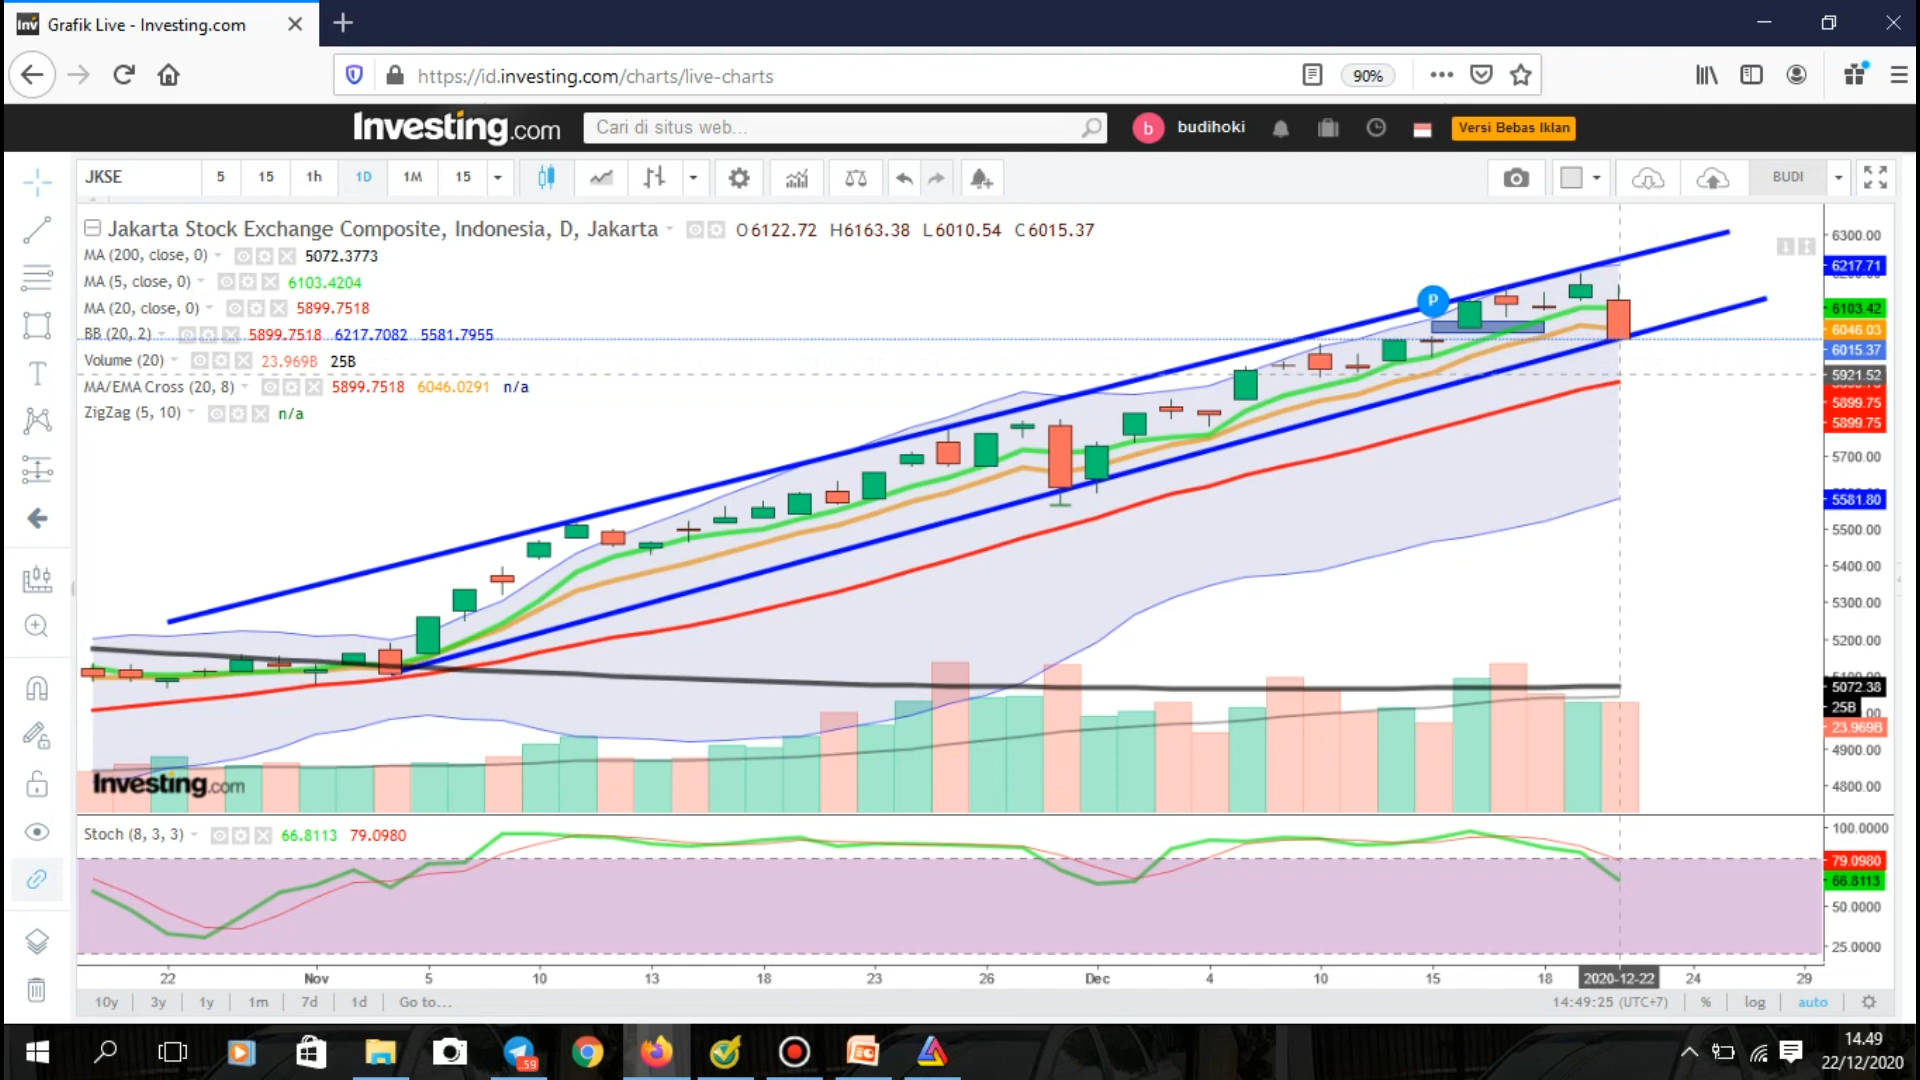 Grafik Live - Investing.com
https://id.investing.com/charts/live-charts
90%
Investing.com
Cari di situs web...
b
budihoki
Versi Bebas Iklan
JKSE
5
15
1h
1D
1M
15
BUDI
Jakarta Stock Exchange Composite, Indonesia, D, Jakarta
O6122.72 H6163.38 L6010.54 C6015.37
MA (200, close, 0) 5072.3773
MA (5, close, 0) 6103.4204
MA (20, close, 0) 5899.7518
BB (20, 2) 5899.7518 6217.7082 5581.7955
Volume (20) 23.969B 25B
MA/EMA Cross (20, 8) 5899.7518 6046.0291 n/a
ZigZag (5, 10) n/a
P
6300.00
6217.71
6103.42
6046.03
6015.37
5921.52
5899.75
5899.75
5700.00
5581.80
5500.00
5400.00
5300.00
5200.00
5072.38
25B
23.969B
4900.00
4800.00
Investing.com
Stoch (8, 3, 3) 66.8113 79.0980
100.0000
79.0980
66.8113
50.0000
25.0000
22 Nov 5 10 13 18 23 26 Dec 4 10 15 18 2020-12-22 24 29
10y 3y 1y 1m 7d 1d Go to...
14:49:25 (UTC+7) % log auto
59
14.49
22/12/2020